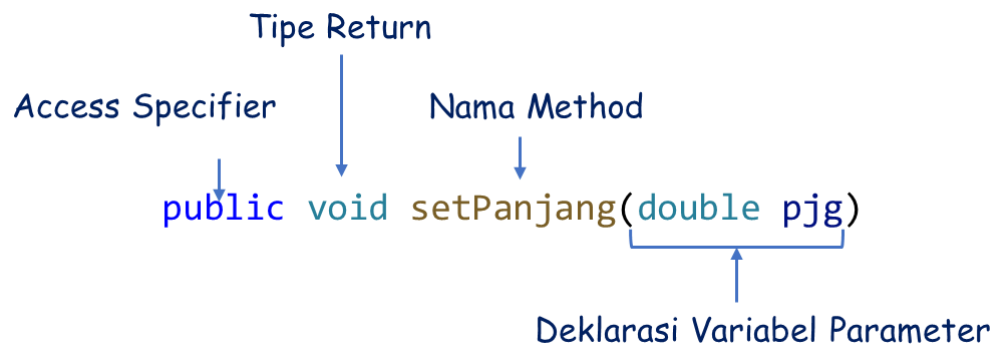 Tipe Return
Access Specifier
Nama Method
public void setPanjang(double pjg)
Deklarasi Variabel Parameter